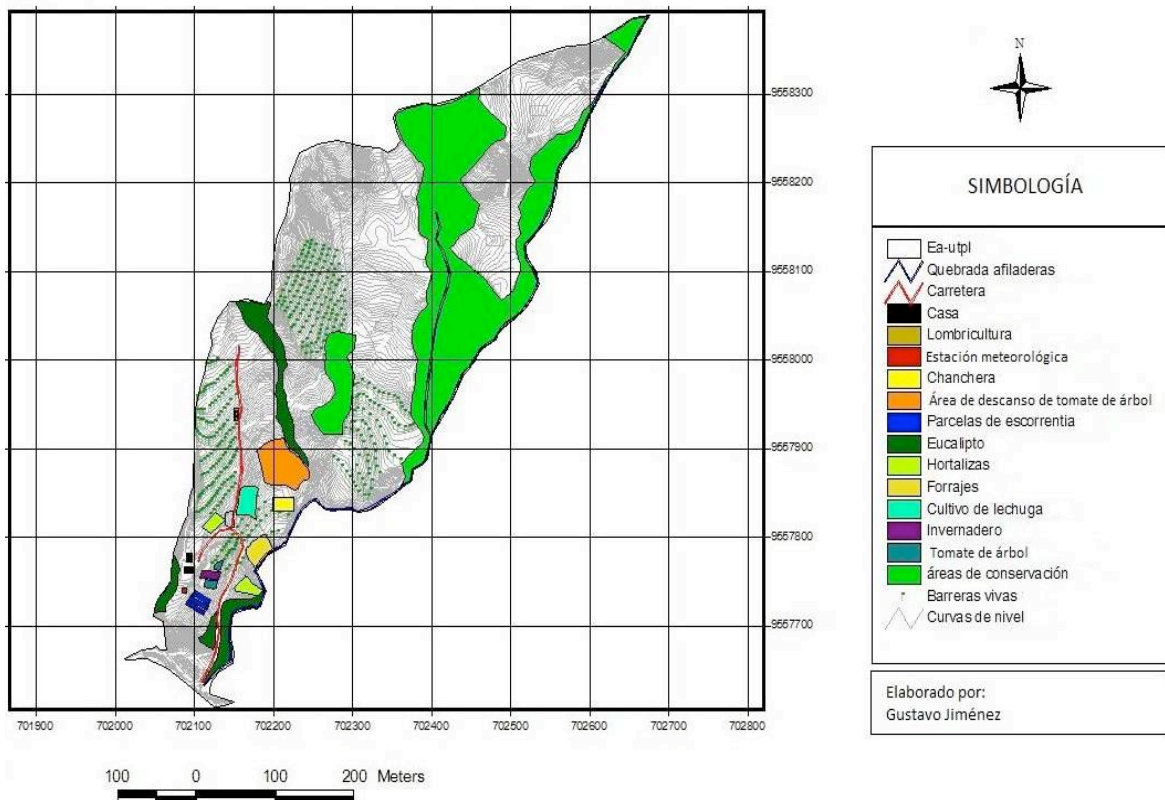 N
9558300
9558200
9558100
9558000
9557900
9557800
9557700
701900 702000 702100 702200 702300 702400 702500 702600 702700 702800
100 0 100 200 Meters
SIMBOLOGÍA
Ea-utpl
Quebrada afiladeras
Carretera
Casa
Lombricultura
Estación meteorológica
Chanchera
Área de descanso de tomate de árbol
Parcelas de escorrentia
Eucalipto
Hortalizas
Forrajes
Cultivo de lechuga
Invernadero
Tomate de árbol
áreas de conservación
Barreras vivas
Curvas de nivel
Elaborado por:
Gustavo Jiménez